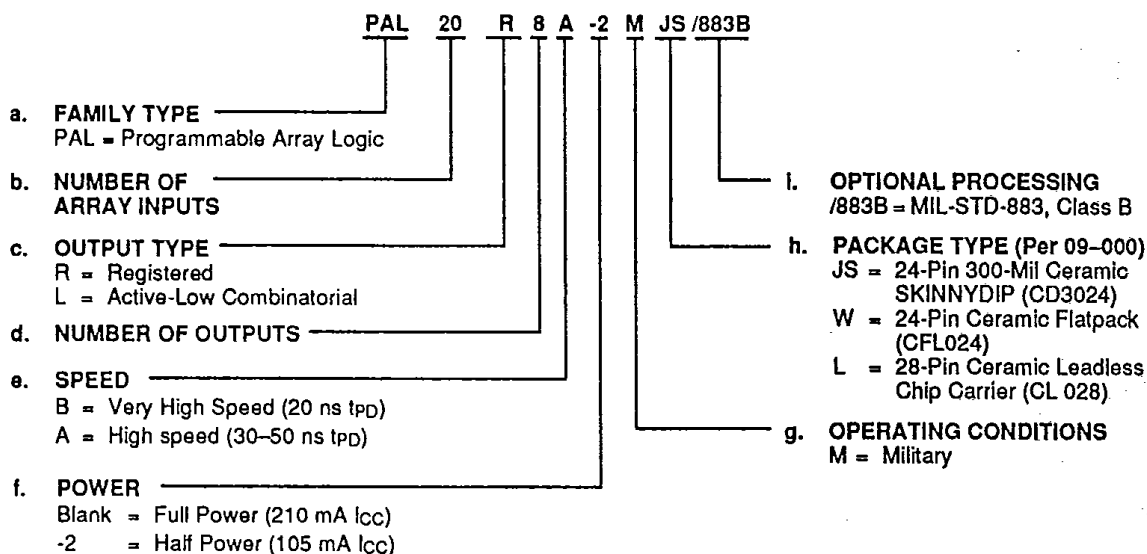 PAL 20 R 8 A -2 M JS /883B
a. FAMILY TYPE
PAL = Programmable Array Logic
b. NUMBER OF
ARRAY INPUTS
c. OUTPUT TYPE
R = Registered
L = Active-Low Combinatorial
d. NUMBER OF OUTPUTS
e. SPEED
B = Very High Speed (20 ns tPD)
A = High speed (30–50 ns tPD)
f. POWER
Blank = Full Power (210 mA ICC)
-2 = Half Power (105 mA ICC)
i. OPTIONAL PROCESSING
/883B = MIL-STD-883, Class B
h. PACKAGE TYPE (Per 09–000)
JS = 24-Pin 300-Mil Ceramic
SKINNYDIP (CD3024)
W = 24-Pin Ceramic Flatpack
(CFL024)
L = 28-Pin Ceramic Leadless
Chip Carrier (CL 028)
g. OPERATING CONDITIONS
M = Military